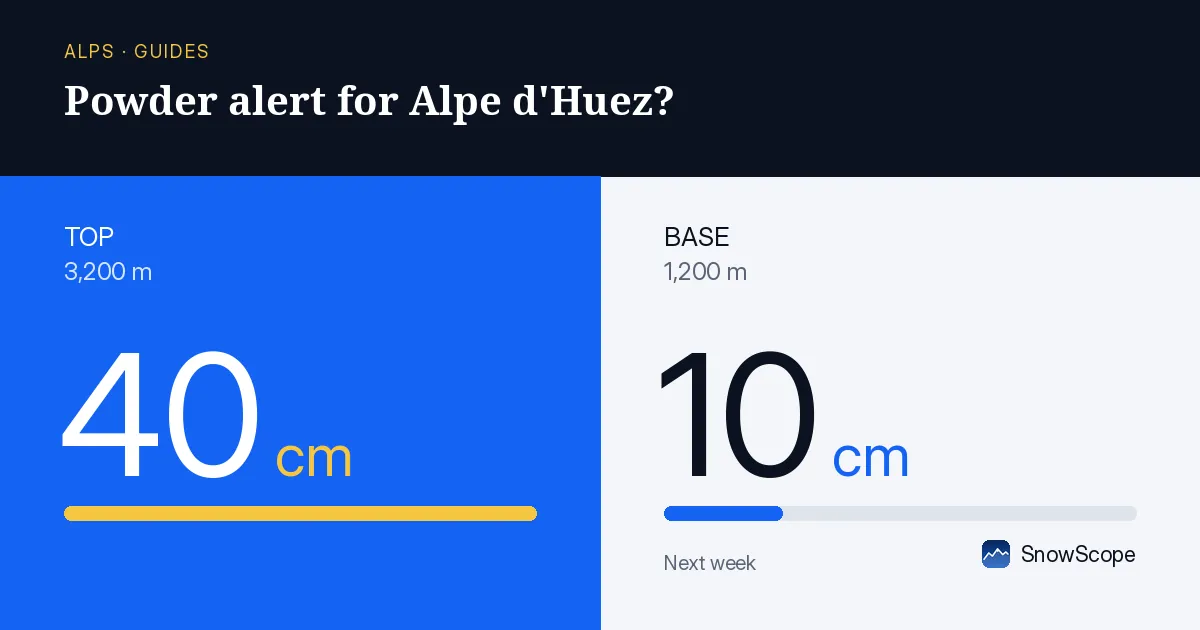 ALPS · GUIDES
Powder alert for Alpe d'Huez?
TOP
3,200 m
40 cm
BASE
1,200 m
10 cm
Next week
SnowScope